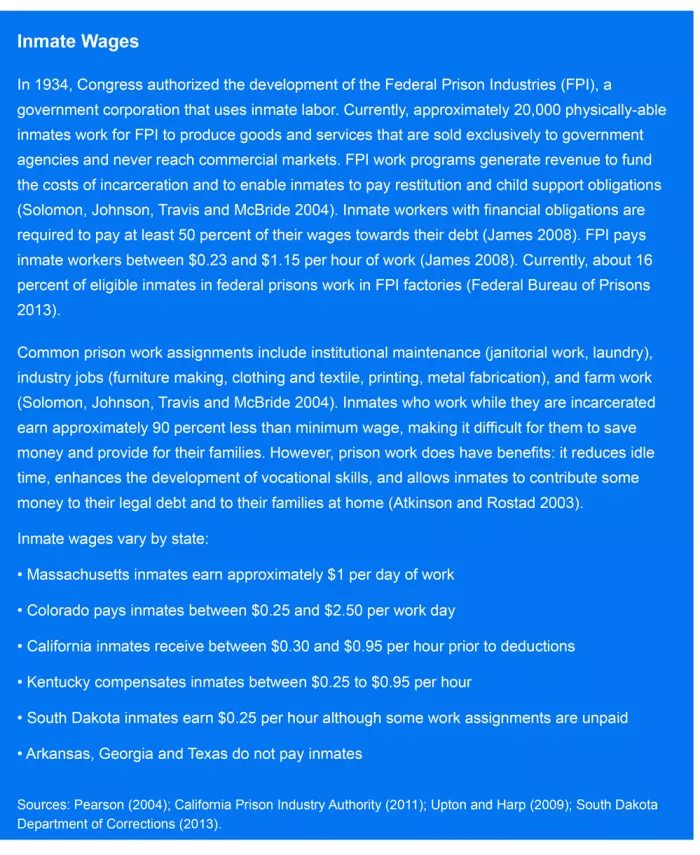 Inmate Wages
In 1934, Congress authorized the development of the Federal Prison Industries (FPI), a
government corporation that uses inmate labor. Currently, approximately 20,000 physically-able
inmates work for FPI to produce goods and services that are sold exclusively to government
agencies and never reach commercial markets. FPI work programs generate revenue to fund
the costs of incarceration and to enable inmates to pay restitution and child support obligations
(Solomon, Johnson, Travis and McBride 2004). Inmate workers with financial obligations are
required to pay at least 50 percent of their wages towards their debt (James 2008). FPI pays
inmate workers between $0.23 and $1.15 per hour of work (James 2008). Currently, about 16
percent of eligible inmates in federal prisons work in FPI factories (Federal Bureau of Prisons
2013).
Common prison work assignments include institutional maintenance (janitorial work, laundry),
industry jobs (furniture making, clothing and textile, printing, metal fabrication), and farm work
(Solomon, Johnson, Travis and McBride 2004). Inmates who work while they are incarcerated
earn approximately 90 percent less than minimum wage, making it difficult for them to save
money and provide for their families. However, prison work does have benefits: it reduces idle
time, enhances the development of vocational skills, and allows inmates to contribute some
money to their legal debt and to their families at home (Atkinson and Rostad 2003).
Inmate wages vary by state:
• Massachusetts inmates earn approximately $1 per day of work
• Colorado pays inmates between $0.25 and $2.50 per work day
• California inmates receive between $0.30 and $0.95 per hour prior to deductions
• Kentucky compensates inmates between $0.25 to $0.95 per hour
• South Dakota inmates earn $0.25 per hour although some work assignments are unpaid
• Arkansas, Georgia and Texas do not pay inmates
Sources: Pearson (2004); California Prison Industry Authority (2011); Upton and Harp (2009); South Dakota
Department of Corrections (2013).